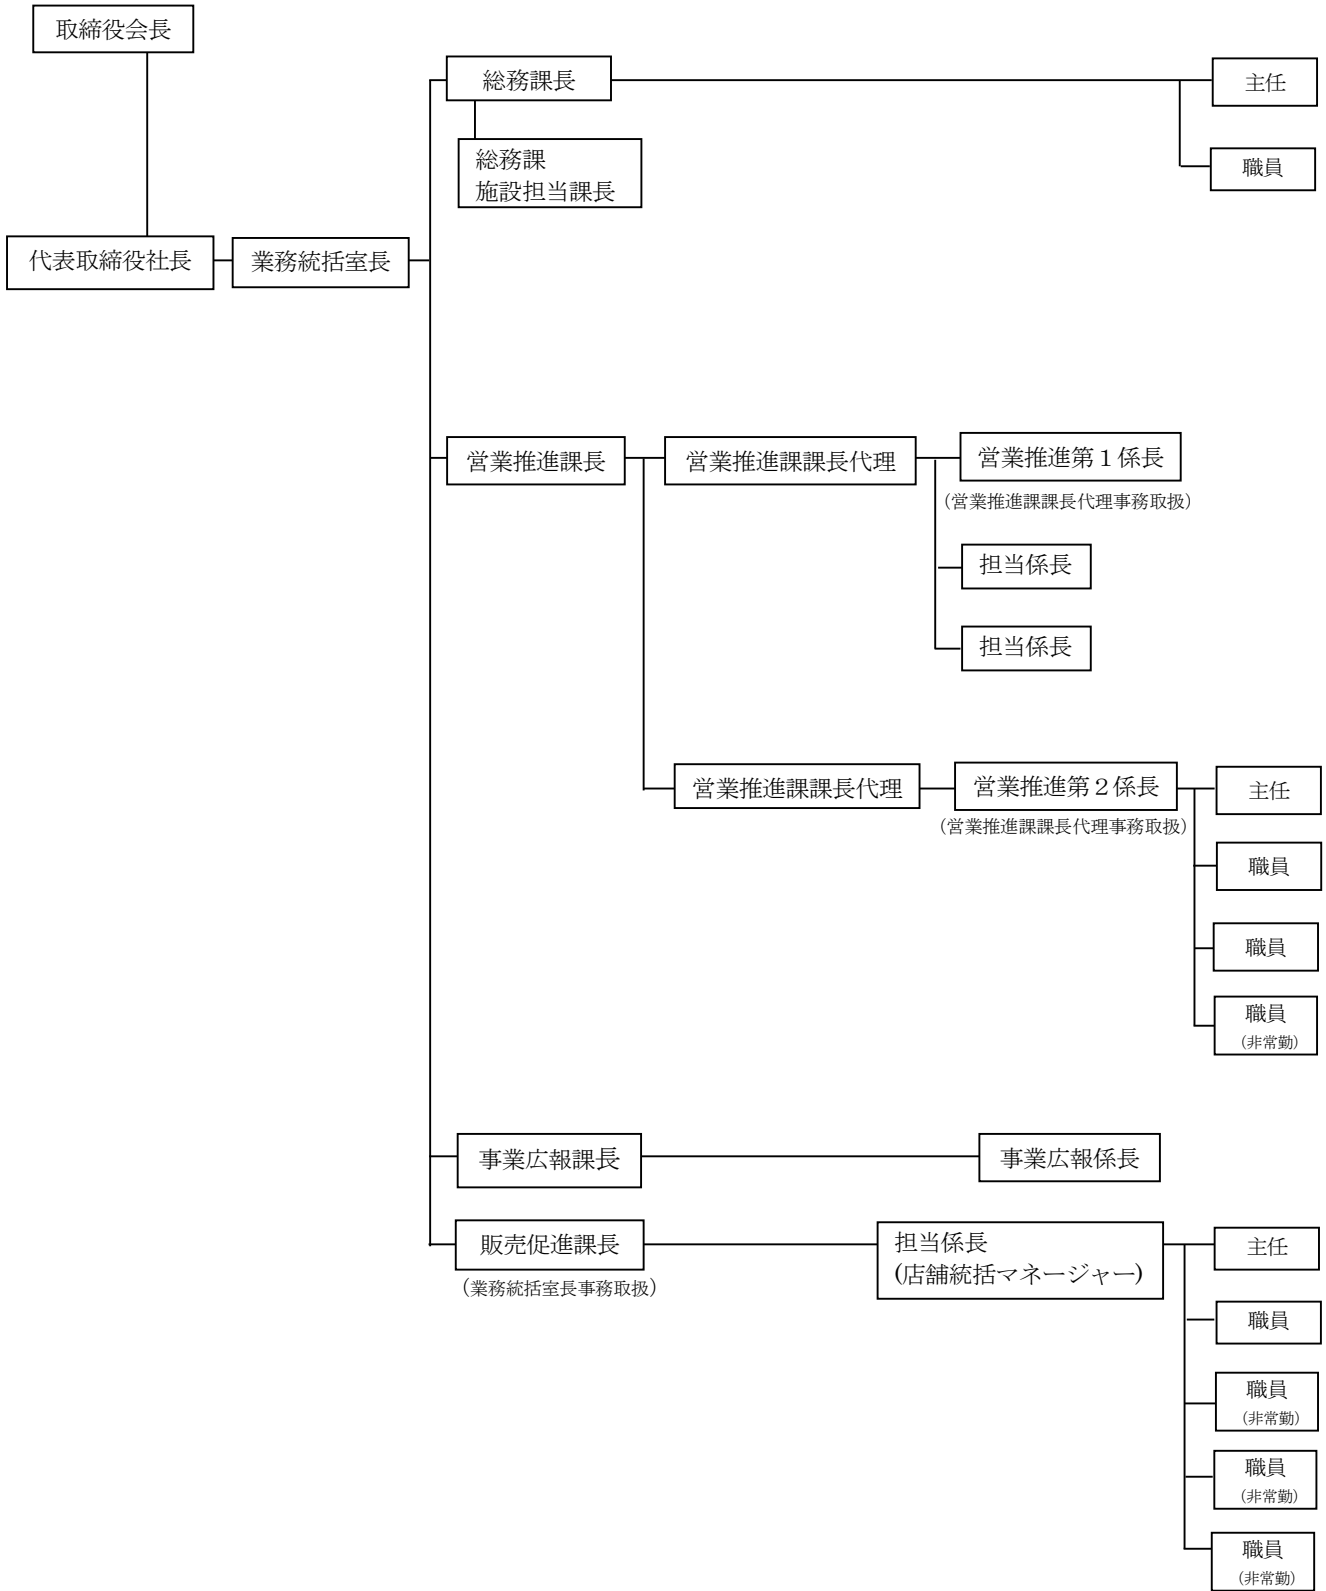 取締役会長
総務課長
主任
総務課
施設担当課長
職員
代表取締役社長
業務統括室長
営業推進課長
営業推進課課長代理
営業推進第１係長
(営業推進課課長代理事務取扱)
担当係長
担当係長
営業推進課課長代理
営業推進第２係長
(営業推進課課長代理事務取扱)
主任
職員
職員
職員
(非常勤)
事業広報課長
事業広報係長
販売促進課長
(業務統括室長事務取扱)
担当係長
(店舗統括マネージャー)
主任
職員
職員
(非常勤)
職員
(非常勤)
職員
(非常勤)